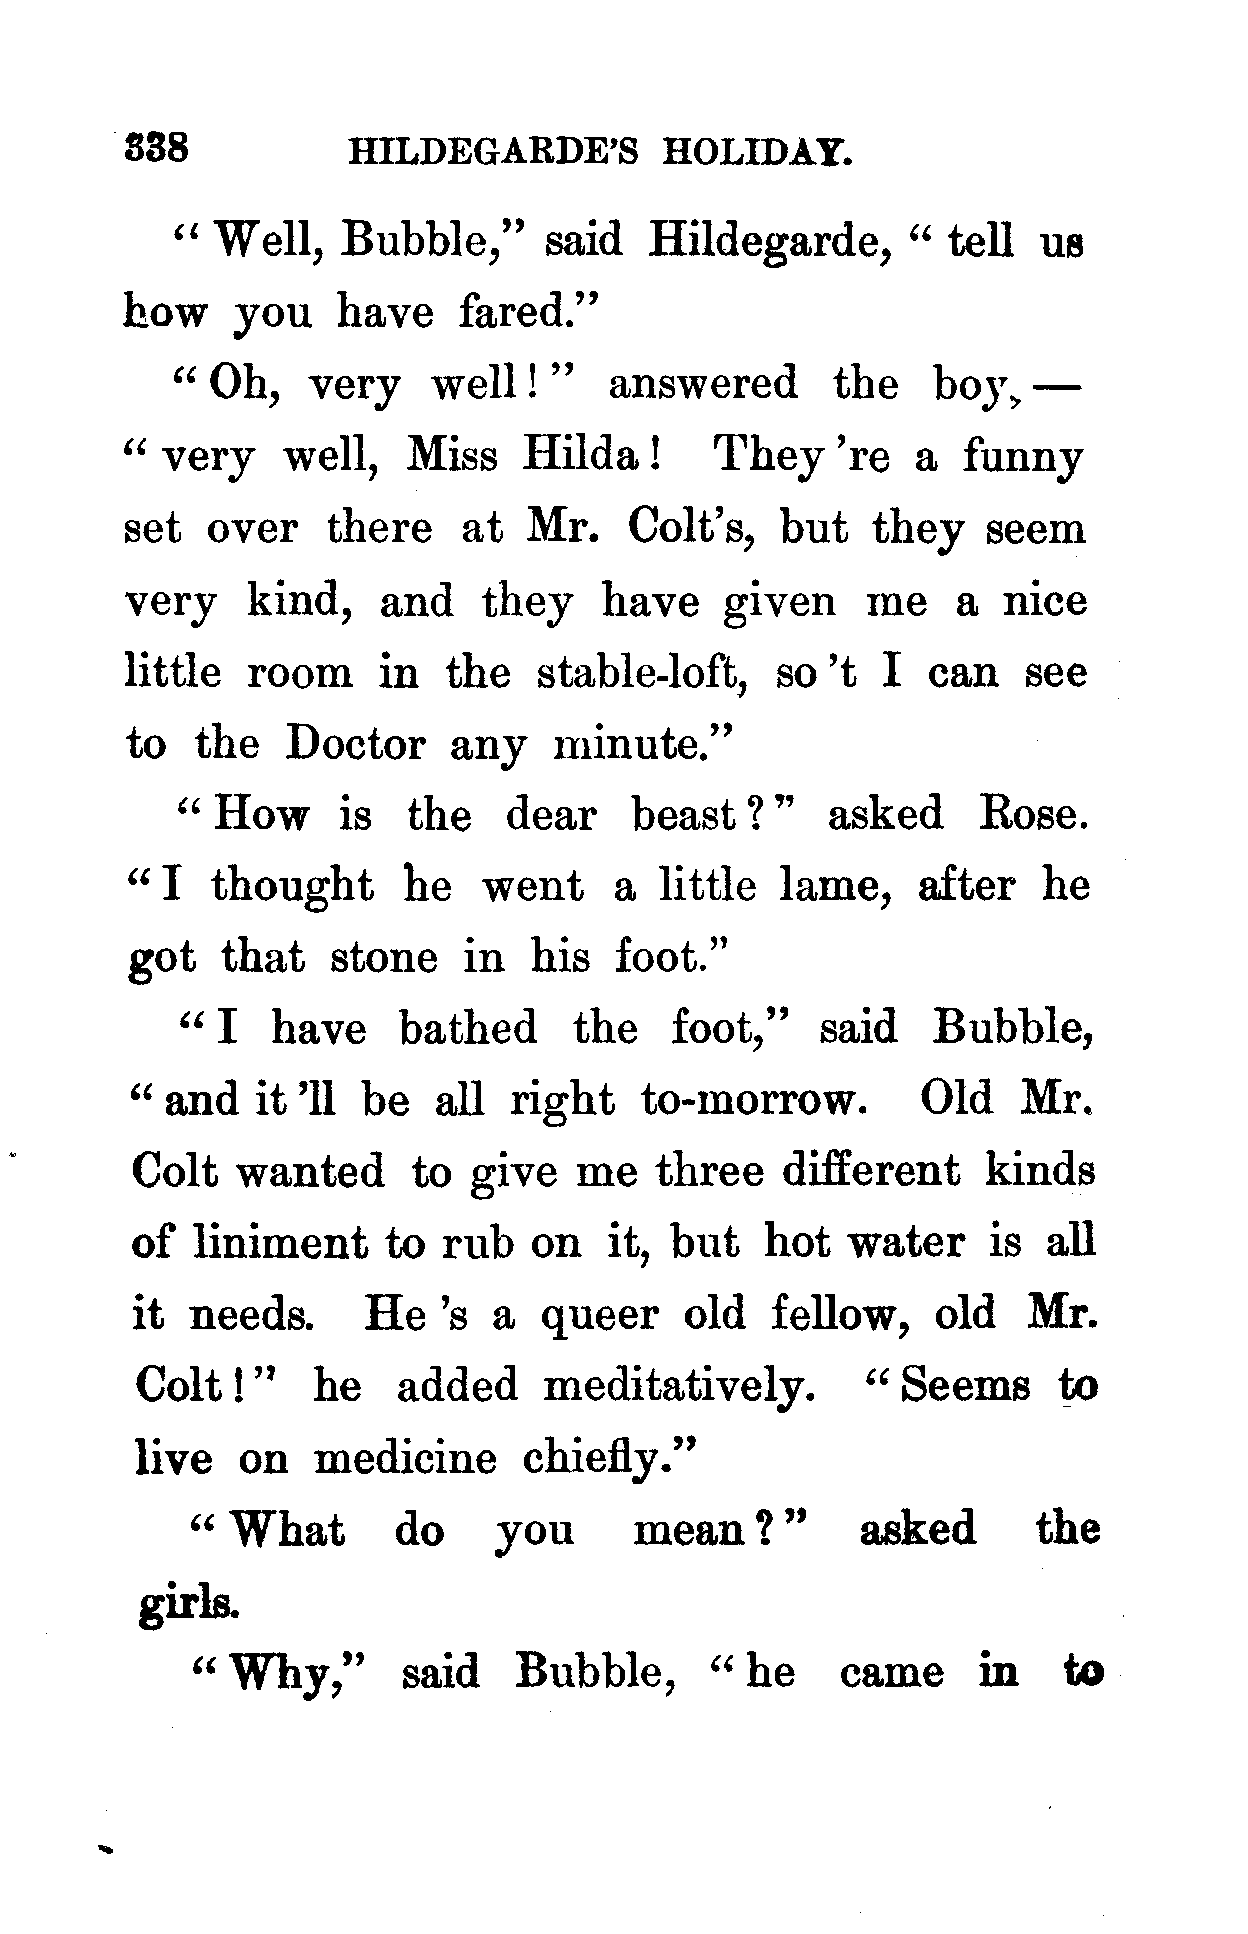 338 HILDEGARDE'S HOLIDAY.
"Well, Bubble," said Hildegarde, "tell us
how you have fared."
"Oh, very well!" answered the boy,—
"very well, Miss Hilda! They 're a funny
set over there at Mr. Colt's, but they seem
very kind, and they have given me a nice
little room in the stable-loft, so 't I can see
to the Doctor any minute."
"How is the dear beast?" asked Rose.
"I thought he went a little lame, after he
got that stone in his foot."
"I have bathed the foot," said Bubble,
"and it 'll be all right to-morrow. Old Mr.
Colt wanted to give me three different kinds
of liniment to rub on it, but hot water is all
it needs. He 's a queer old fellow, old Mr.
Colt!" he added meditatively. "Seems to
live on medicine chiefly."
"What do you mean?" asked the
girls.
"Why," said Bubble, "he came in to